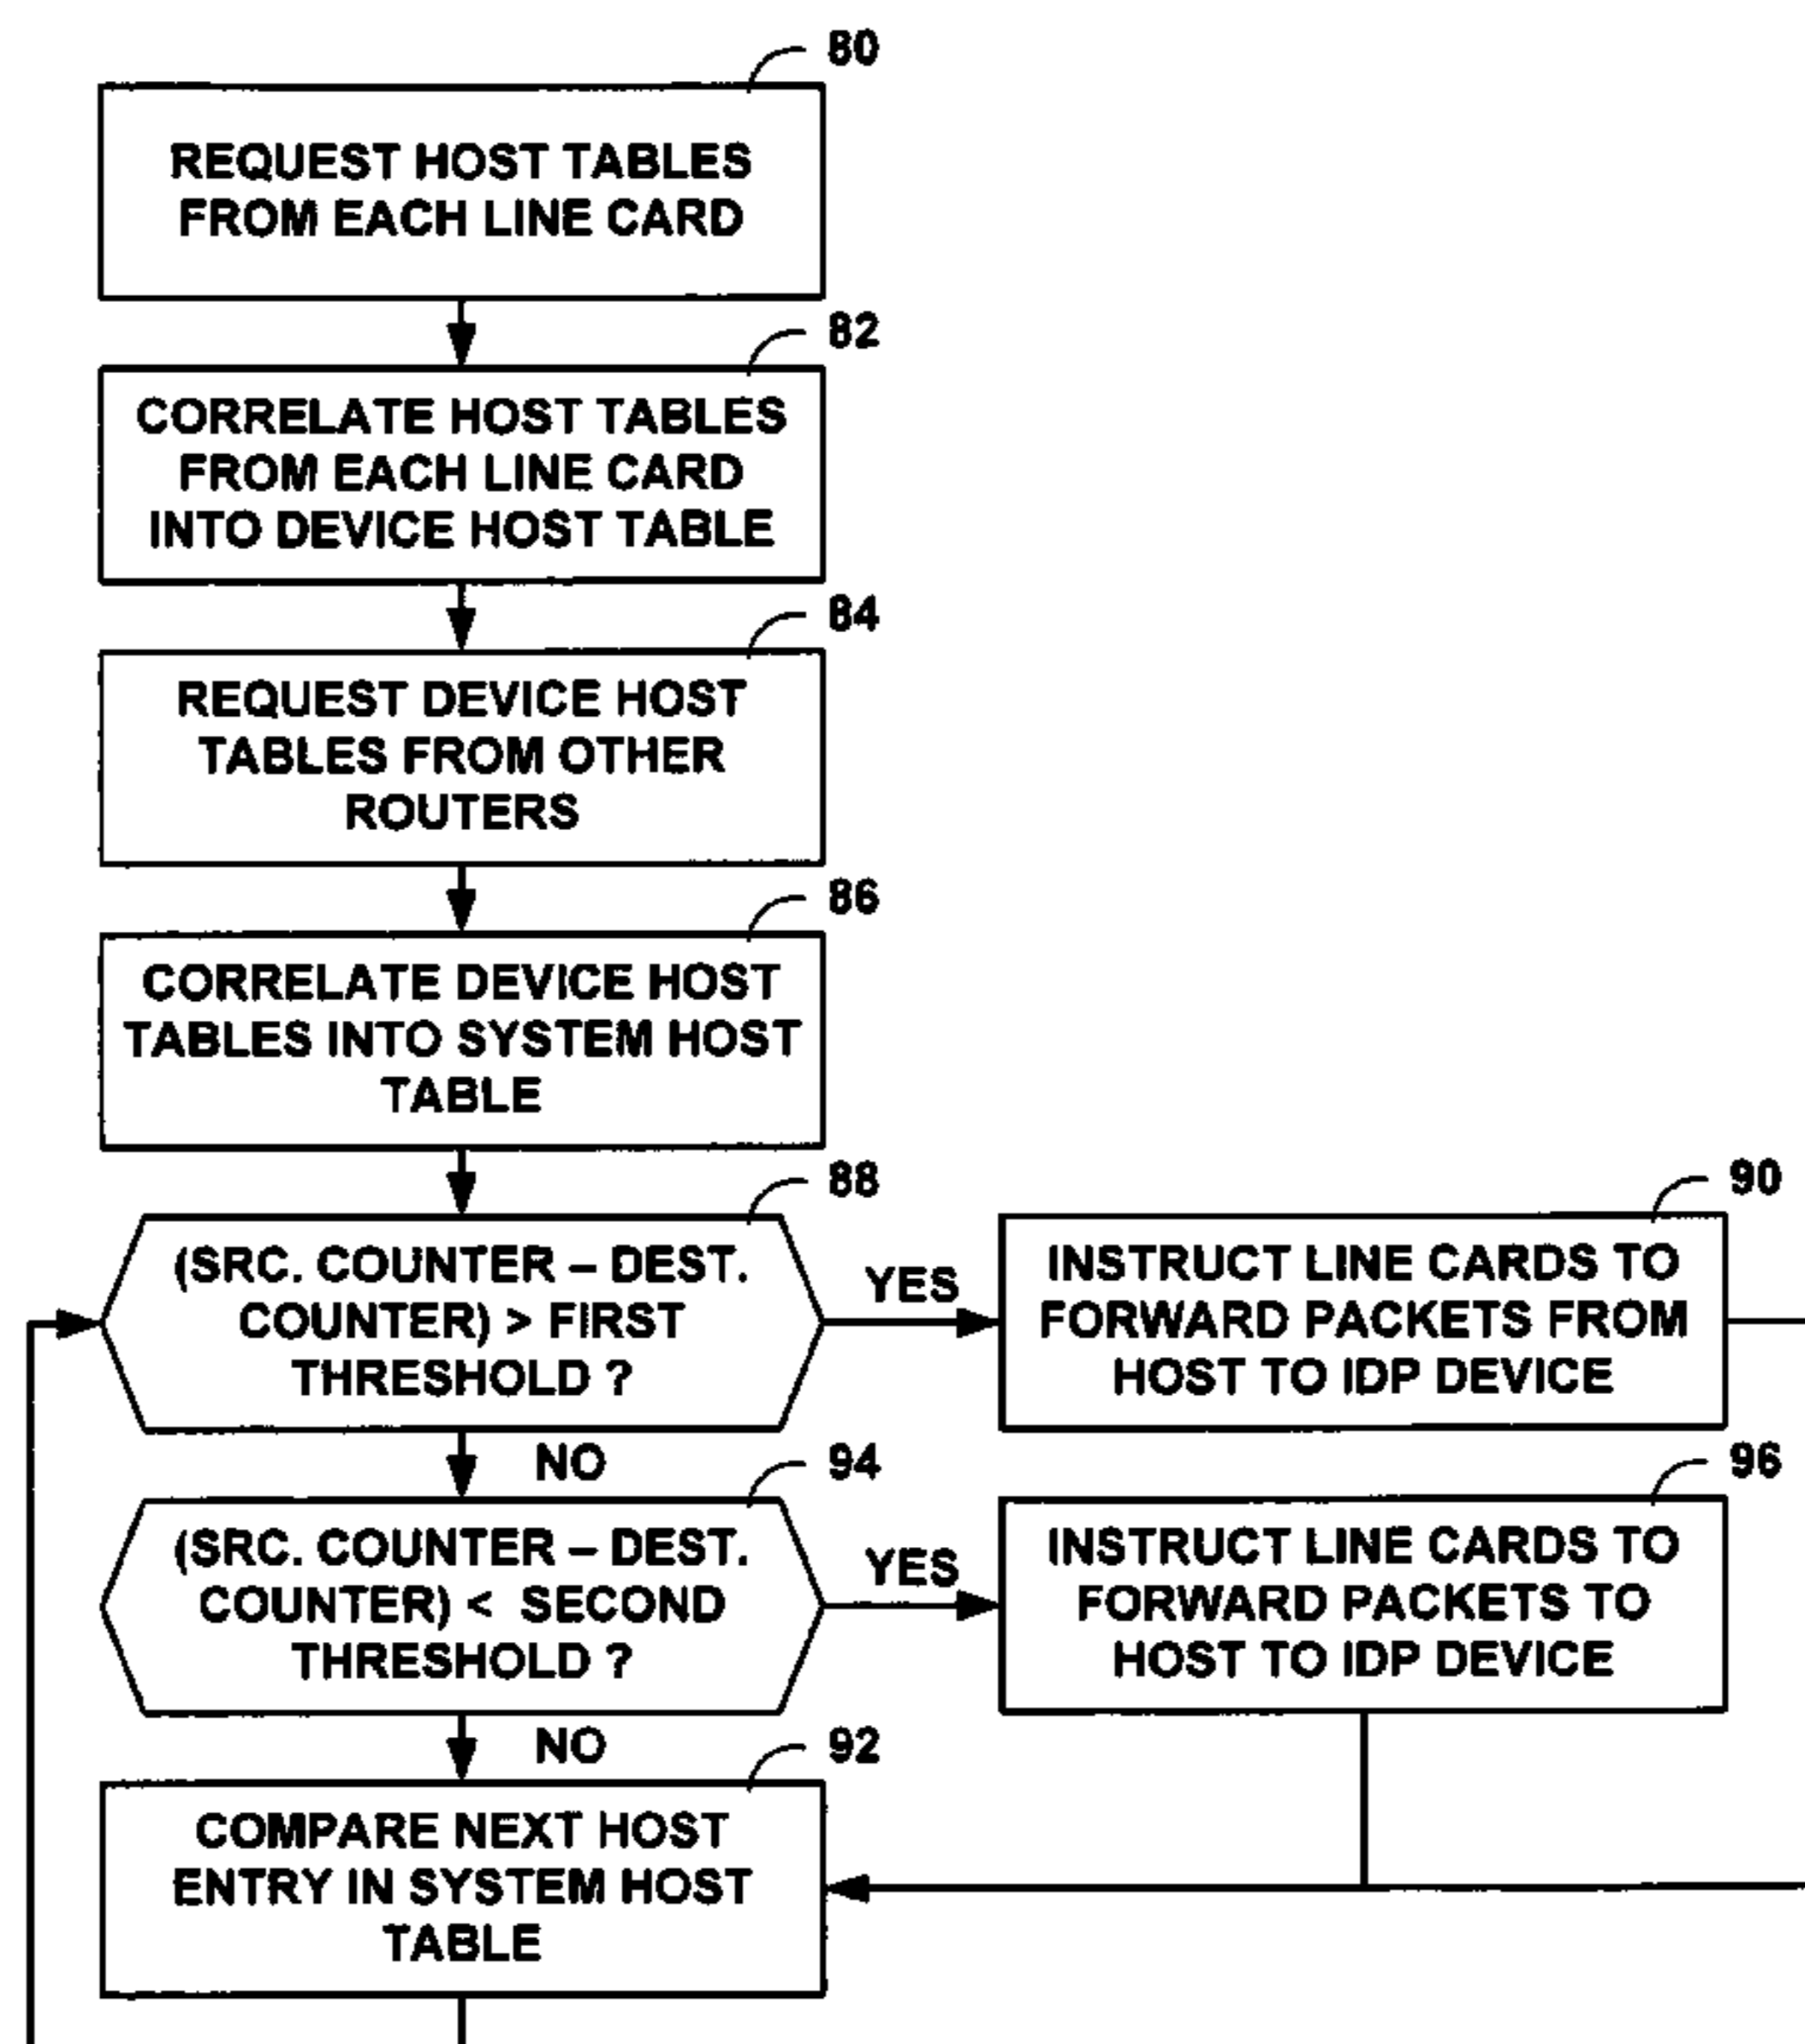 80
REQUEST HOST TABLES
FROM EACH LINE CARD
82
CORRELATE HOST TABLES
FROM EACH LINE CARD
INTO DEVICE HOST TABLE
84
REQUEST DEVICE HOST
TABLES FROM OTHER
ROUTERS
86
CORRELATE DEVICE HOST
TABLES INTO SYSTEM HOST
TABLE
88
(SRC. COUNTER – DEST.
COUNTER) > FIRST
THRESHOLD ?
YES
90
INSTRUCT LINE CARDS TO
FORWARD PACKETS FROM
HOST TO IDP DEVICE
NO
94
(SRC. COUNTER – DEST.
COUNTER) < SECOND
THRESHOLD ?
YES
96
INSTRUCT LINE CARDS TO
FORWARD PACKETS TO
HOST TO IDP DEVICE
NO
92
COMPARE NEXT HOST
ENTRY IN SYSTEM HOST
TABLE